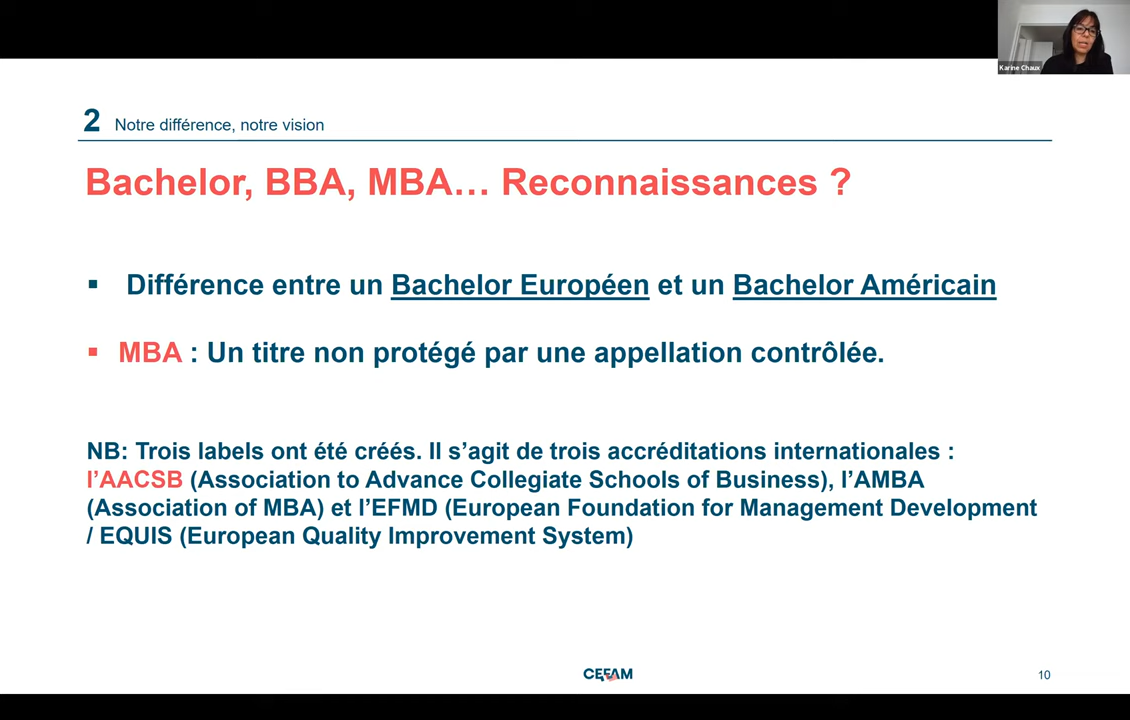 Karine Chaux
2 Notre différence, notre vision
Bachelor, BBA, MBA… Reconnaissances ?
▪ Différence entre un Bachelor Européen et un Bachelor Américain
▪ MBA : Un titre non protégé par une appellation contrôlée.
NB: Trois labels ont été créés. Il s’agit de trois accréditations internationales :
l’AACSB (Association to Advance Collegiate Schools of Business), l’AMBA
(Association of MBA) et l’EFMD (European Foundation for Management Development
/ EQUIS (European Quality Improvement System)
CEFAM
10